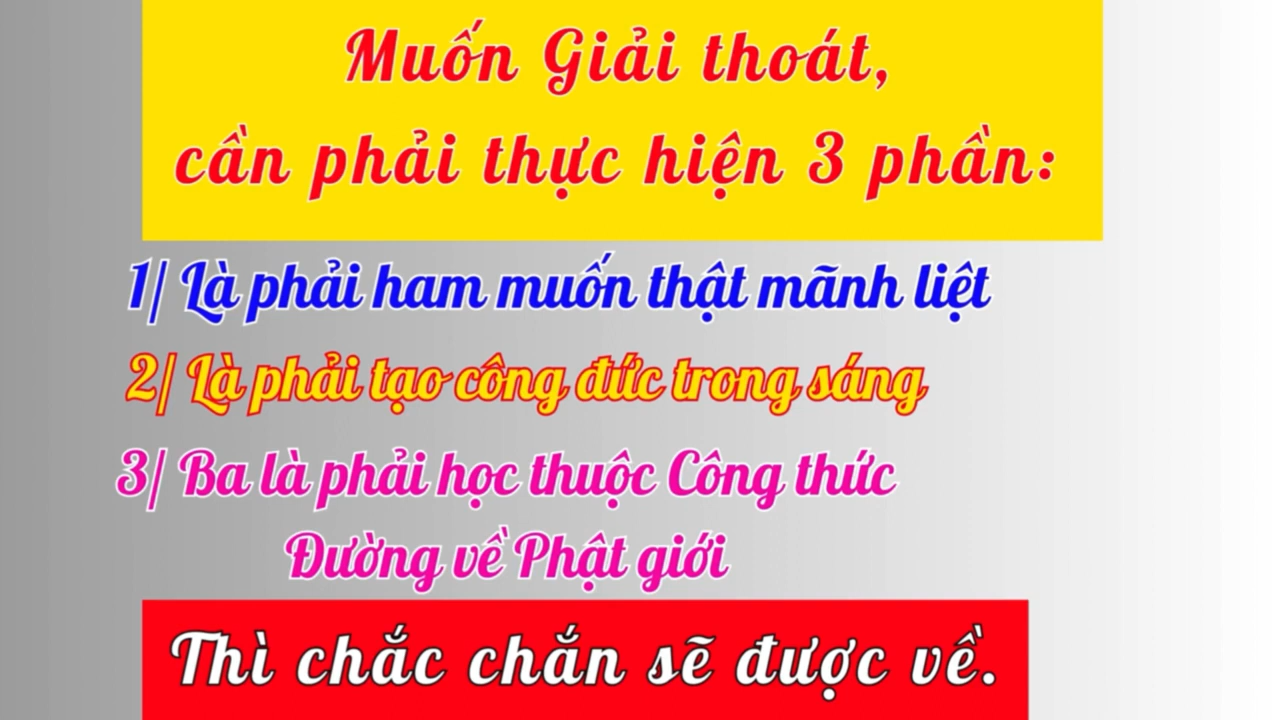 Muốn Giải thoát,
cần phải thực hiện 3 phần:
1/ Là phải ham muốn thật mãnh liệt
2/ Là phải tạo công đức trong sáng
3/ Ba là phải học thuộc Công thức
Đường về Phật giới
Thì chắc chắn sẽ được về.